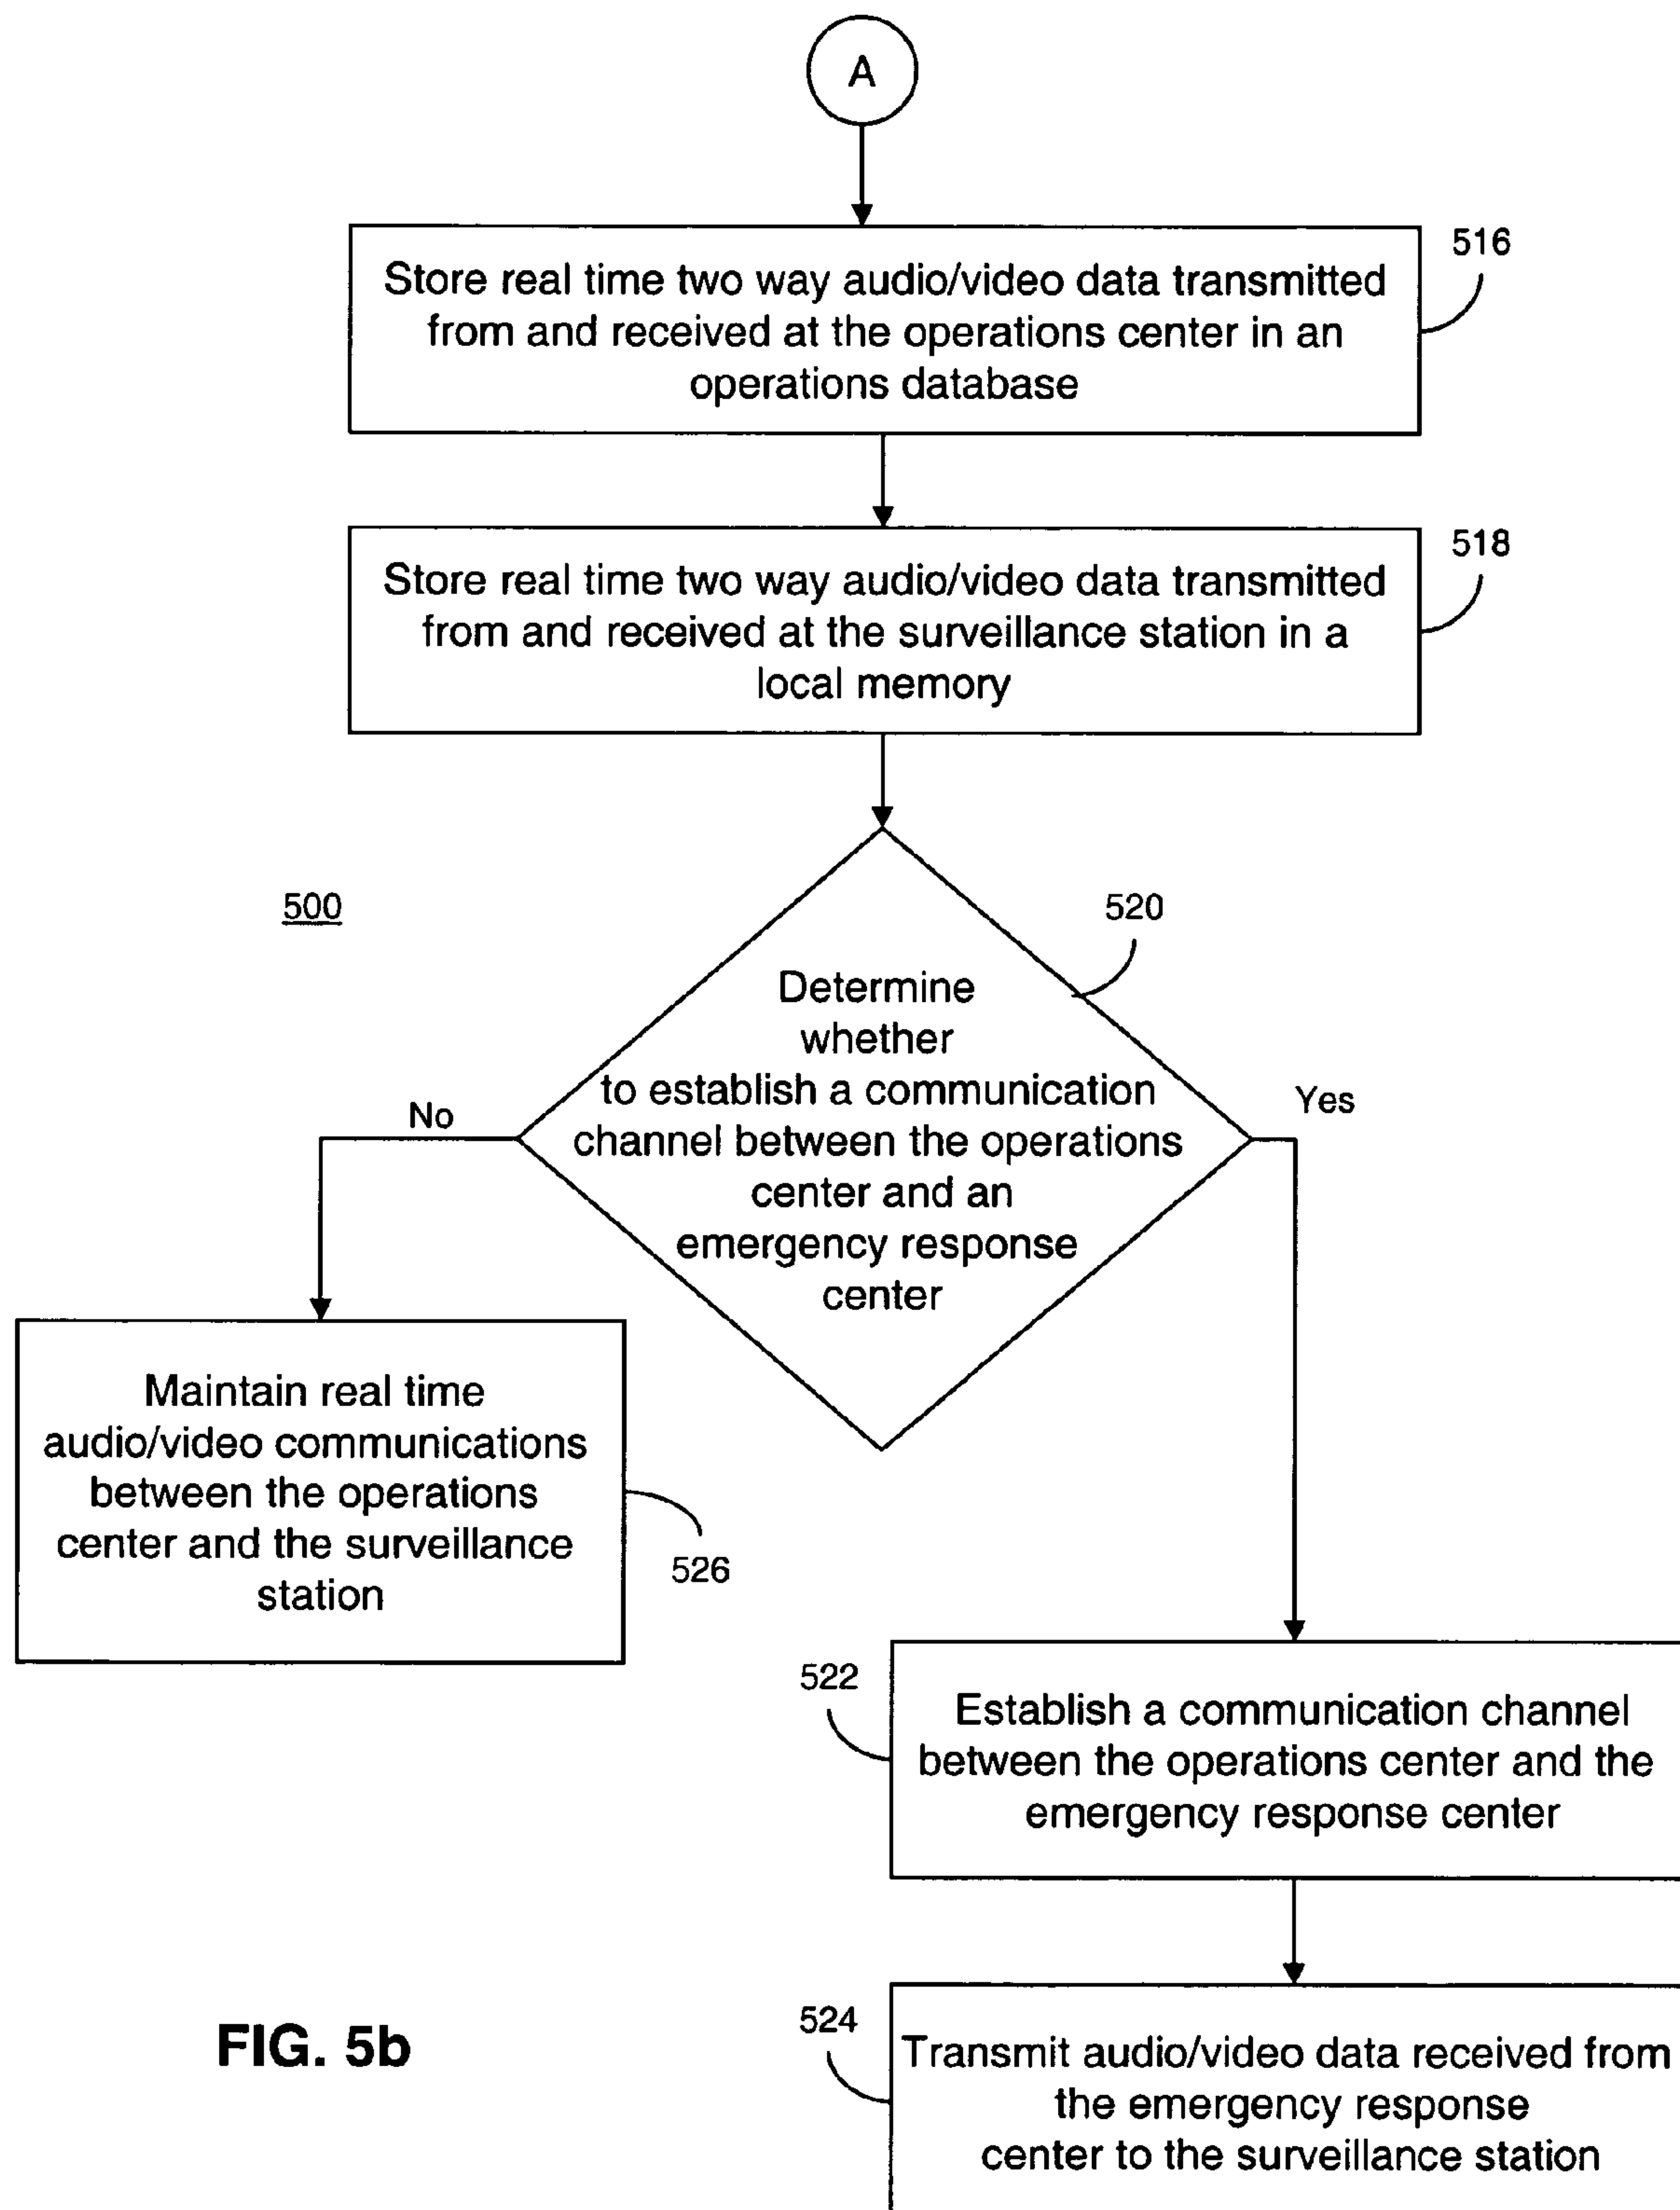 A
Store real time two way audio/video data transmitted
from and received at the operations center in an
operations database
516
Store real time two way audio/video data transmitted
from and received at the surveillance station in a
local memory
518
500
520
Determine
whether
to establish a communication
channel between the operations
center and an
emergency response
center
No
Yes
Maintain real time
audio/video communications
between the operations
center and the surveillance
station
526
522
Establish a communication channel
between the operations center and the
emergency response center
524
Transmit audio/video data received from
the emergency response
center to the surveillance station
FIG. 5b